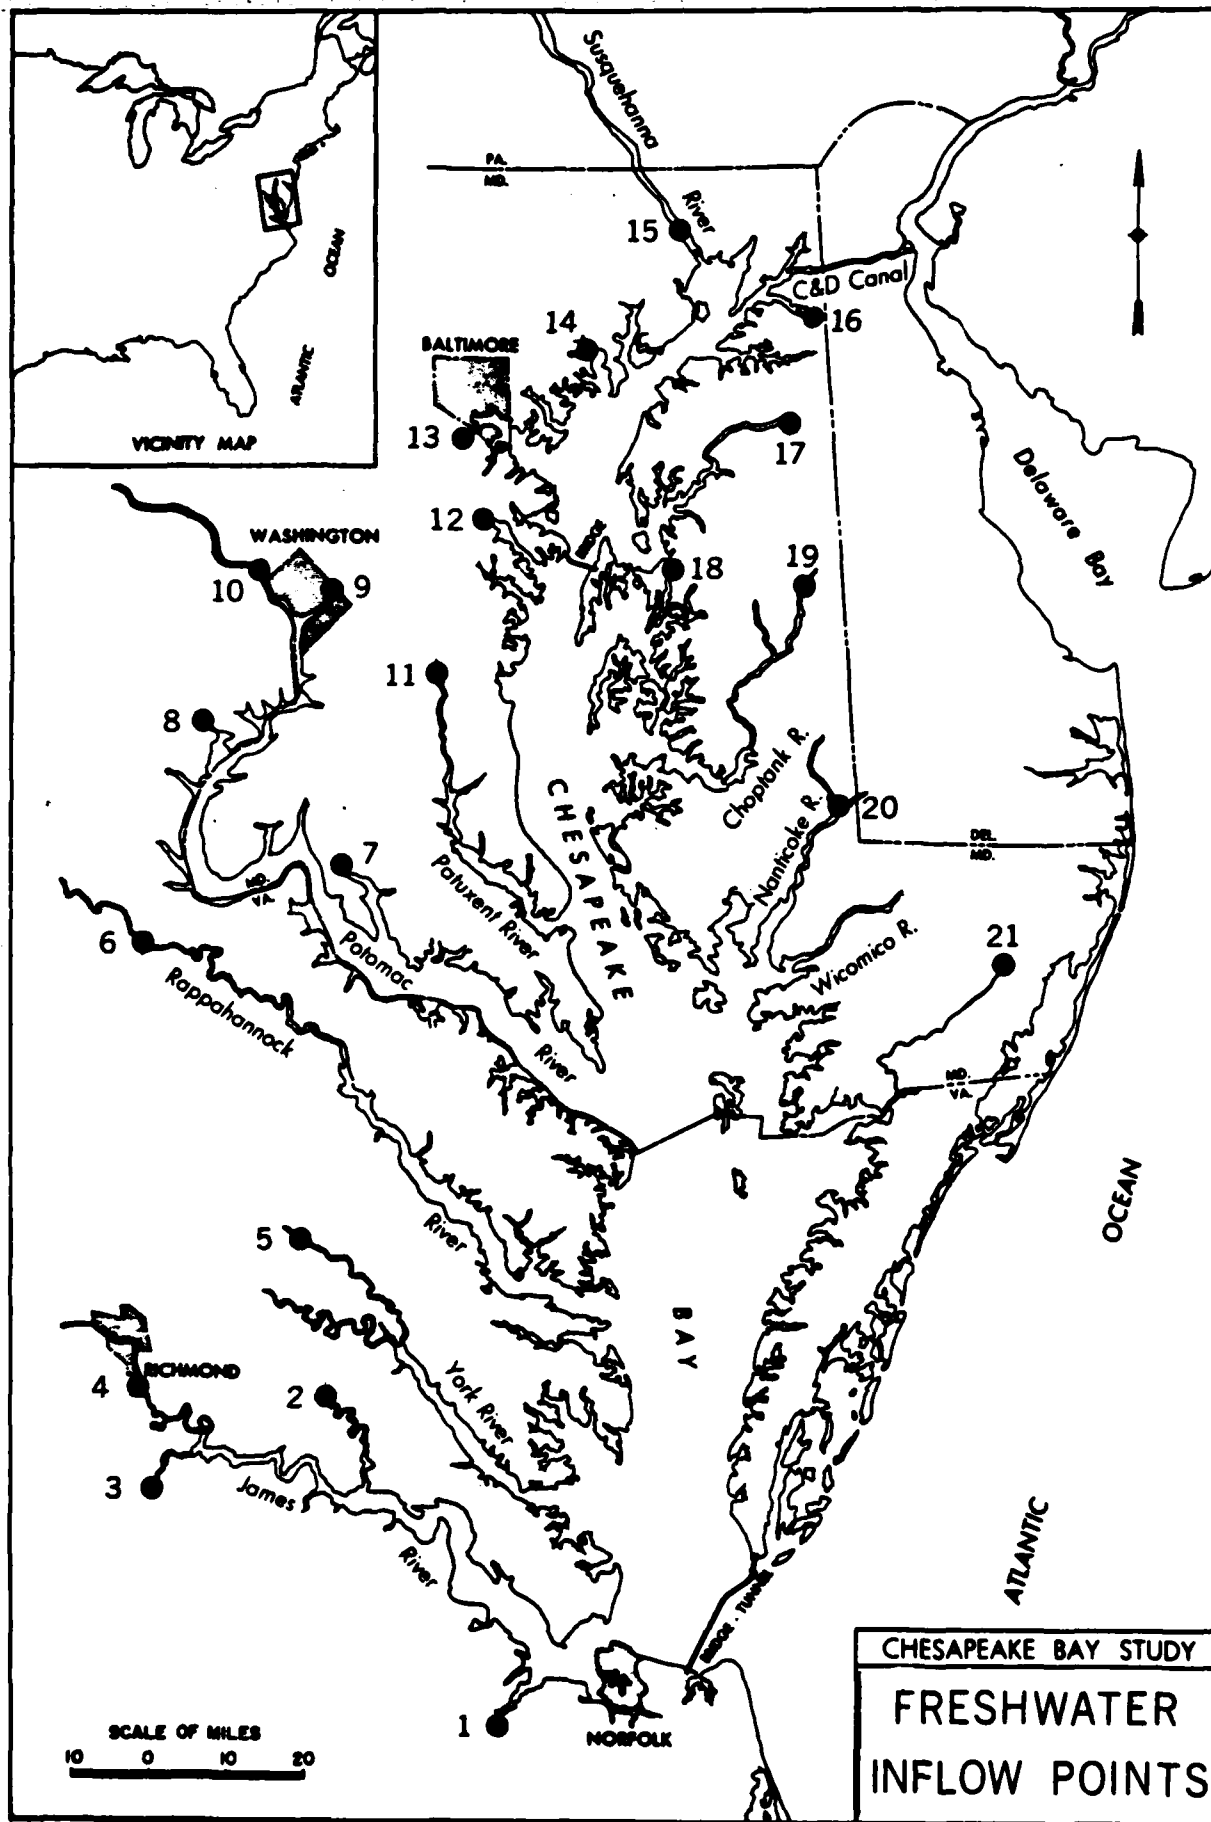 VICINITY MAP
ATLANTIC
OCEAN
Susquehanna
River
PA.
MD.
15
C&D Canal
16
14
BALTIMORE
13
17
Delaware Bay
12
BRIDGE
18
19
WASHINGTON
10
9
11
8
CHESAPEAKE
BAY
Choptank R.
Nanticoke R.
20
DEL.
MD.
7
MD.
VA.
Patuxent River
6
Potomac
River
Wicomico R.
21
Rappahannock
River
MD.
VA.
5
OCEAN
ATLANTIC
RICHMOND
4
2
York River
3
James
River
BRIDGE - TUNNEL
1
NORFOLK
SCALE OF MILES
10 0 10 20
CHESAPEAKE BAY STUDY
FRESHWATER
INFLOW POINTS